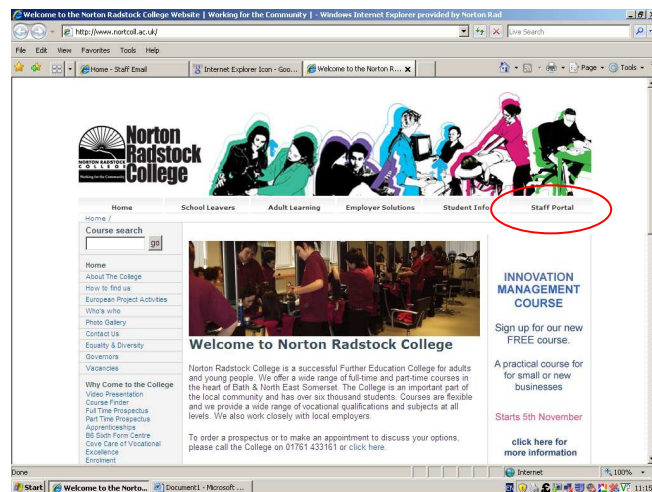 Welcome to the Norton Radstock College Website | Working for the Community | - Windows Internet Explorer provided by Norton Rad
http://www.nortcoll.ac.uk/
Live Search
File Edit View Favorites Tools Help
Home - Staff Email
Internet Explorer Icon - Goo...
Welcome to the Norton R...
Page
Tools
Norton
Radstock
College
NORTON RADSTOCK
COLLEGE
Working for the Community
Home School Leavers Adult Learning Employer Solutions Student Info Staff Portal
Home /
Course search
go
Home
About The College
How to find us
European Project Activities
Who's who
Photo Gallery
Contact Us
Equality & Diversity
Governors
Vacancies
Why Come to the College
Video Presentation
Course Finder
Full Time Prospectus
Part Time Prospectus
Apprenticeships
B6 Sixth Form Centre
Cove Care of Vocational
Excellence
Enrolment
Welcome to Norton Radstock College
Norton Radstock College is a successful Further Education College for adults
and young people. We offer a wide range of full-time and part-time courses in
the heart of Bath & North East Somerset. The College is an important part of
the local community and has over six thousand students. Courses are flexible
and we provide a wide range of vocational qualifications and subjects at all
levels. We also work closely with local employers.
To order a prospectus or to make an appointment to discuss your options,
please call the College on 01761 433161 or click here.
INNOVATION
MANAGEMENT
COURSE
Sign up for our new
FREE course.
A practical course for
for small or new
businesses
Starts 5th November
click here for
more information
Done
Internet
100%
Start
Welcome to the Norto...
Document1 - Microsoft ...
11:15